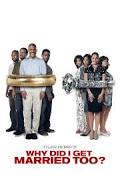 TYLER PERRY'S
WHY DID I GET
MARRIED TOO?